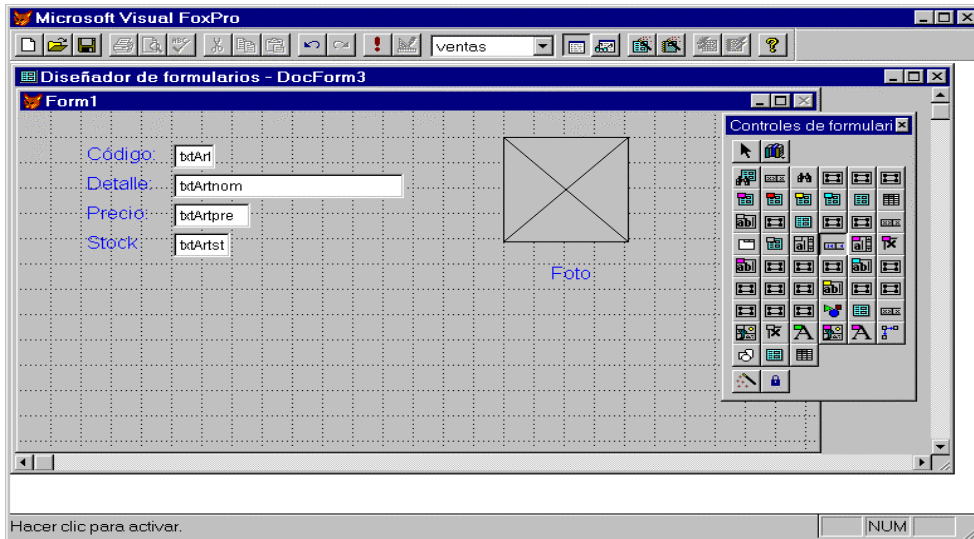 Microsoft Visual FoxPro
ventas
Diseñador de formularios - DocForm3
Form1
Controles de formulari
Código:
txtArt
Detalle:
txtArtnom
Precio:
txtArtpre
Stock:
txtArtst
Foto
Hacer clic para activar.
NUM